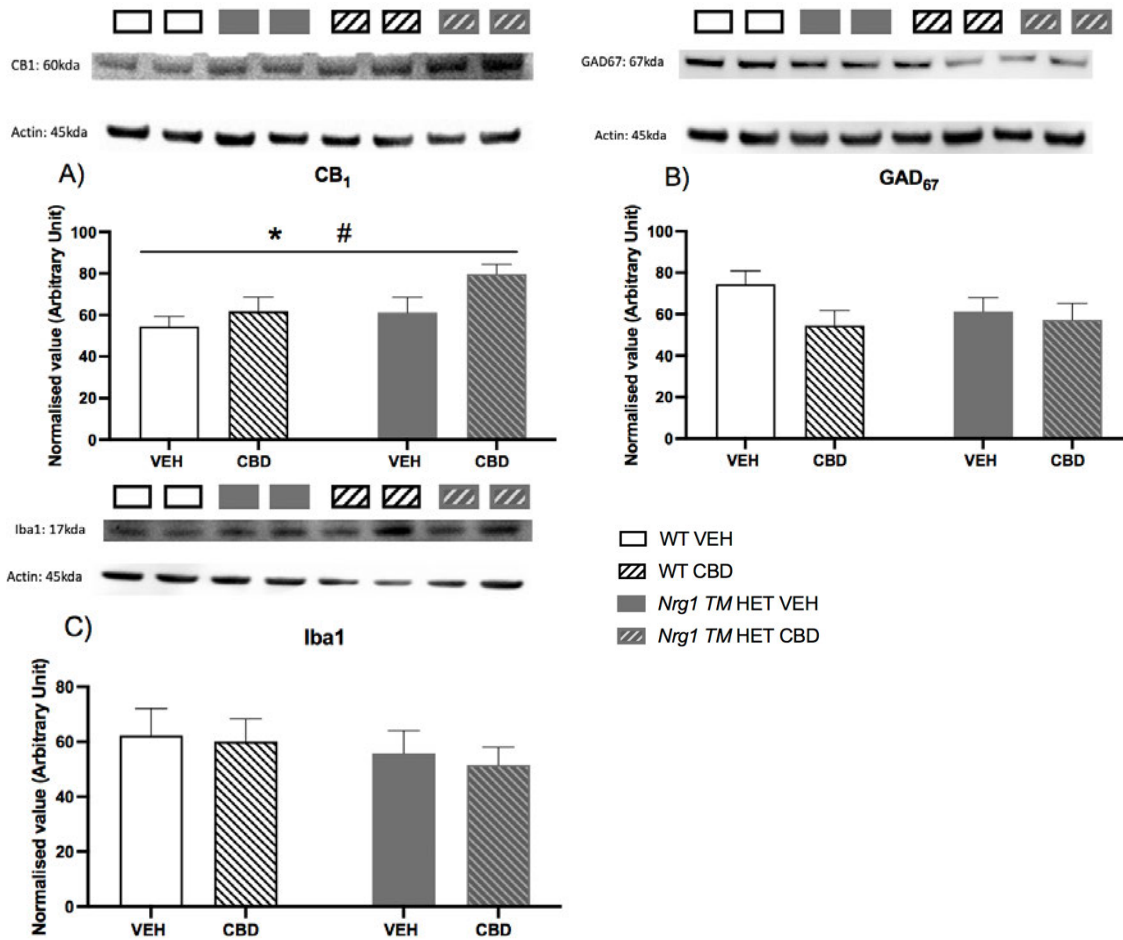 CB1: 60kda
Actin: 45kda
A)
CB1
Normalised value (Arbitrary Unit)
* #
100
80
60
40
20
0
VEH CBD VEH CBD
GAD67: 67kda
Actin: 45kda
B)
GAD67
Normalised value (Arbitrary Unit)
100
80
60
40
20
0
VEH CBD VEH CBD
Iba1: 17kda
Actin: 45kda
C)
Iba1
Normalised value (Arbitrary Unit)
80
60
40
20
0
VEH CBD VEH CBD
WT VEH
WT CBD
Nrg1 TM HET VEH
Nrg1 TM HET CBD